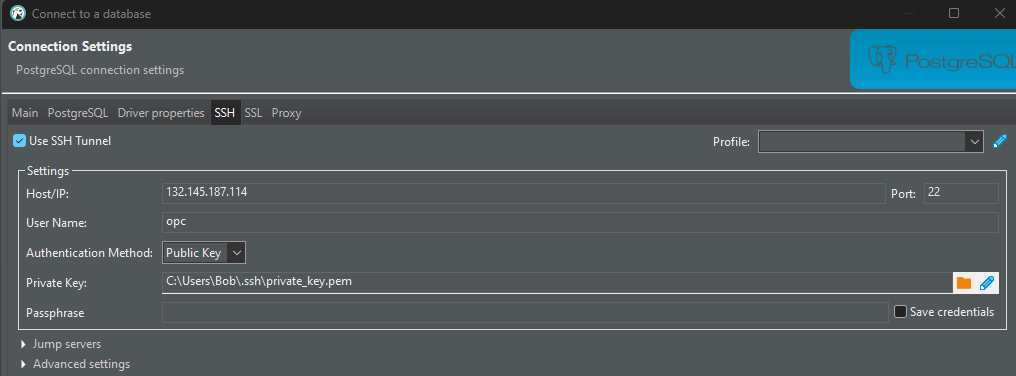 Connect to a database
Connection Settings
PostgreSQL connection settings
PostgreSQL
Main PostgreSQL Driver properties SSH SSL Proxy
Use SSH Tunnel Profile:
Settings
Host/IP: 132.145.187.114 Port: 22
User Name: opc
Authentication Method: Public Key
Private Key: C:\Users\Bob\.ssh\private_key.pem
Passphrase Save credentials
Jump servers
Advanced settings